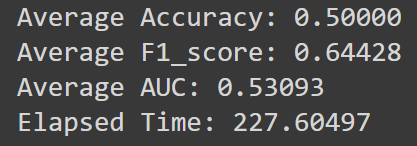 Average Accuracy: 0.50000
Average F1_score: 0.64428
Average AUC: 0.53093
Elapsed Time: 227.60497